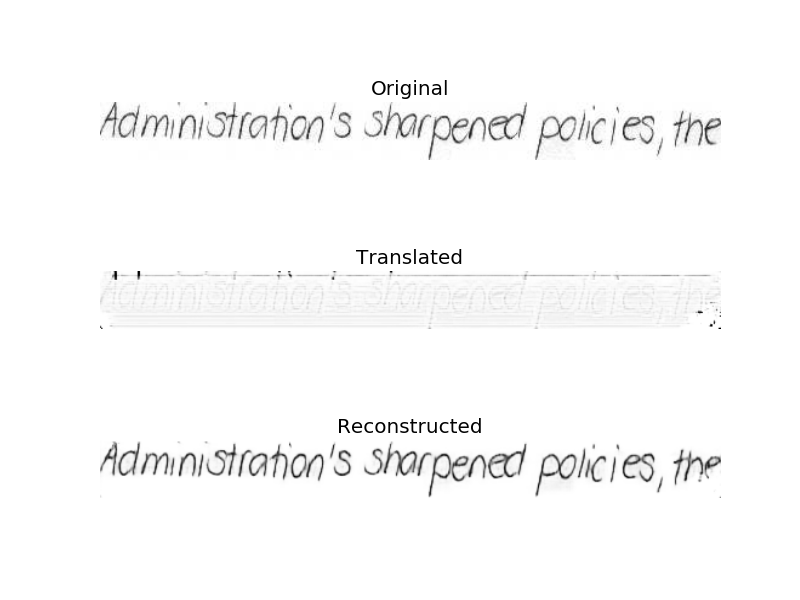 Original
Administration's sharpened policies, the
Translated
Administration's sharpened policies, the
Reconstructed
Administration's sharpened policies, the